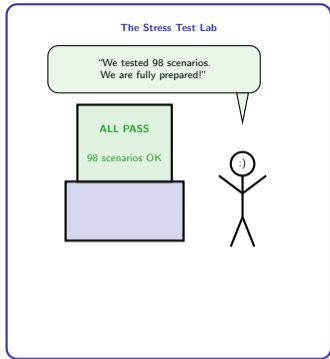 The Stress Test Lab
“We tested 98 scenarios.
We are fully prepared!”
ALL PASS
98 scenarios OK
:)